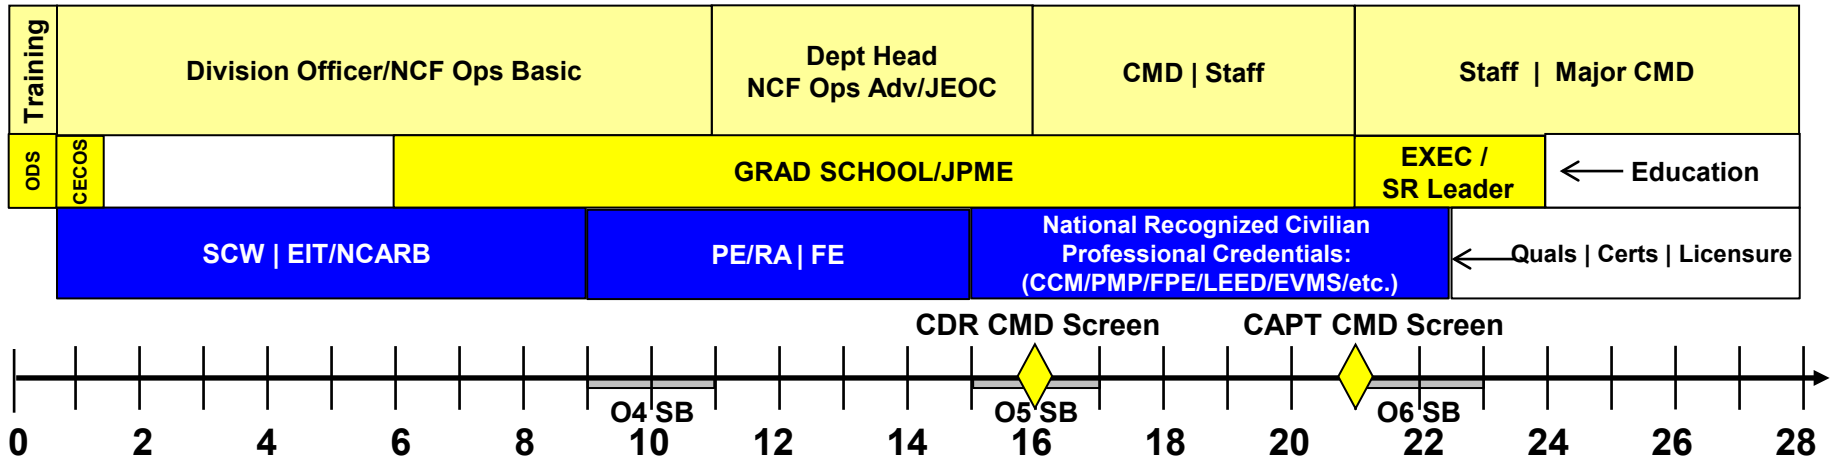 Training
Division Officer/NCF Ops Basic
Dept Head
NCF Ops Adv/JEOC
CMD | Staff
Staff | Major CMD
ODS
CECOS
GRAD SCHOOL/JPME
EXEC /
SR Leader
Education
SCW | EIT/NCARB
PE/RA | FE
National Recognized Civilian
Professional Credentials:
(CCM/PMP/FPE/LEED/EVMS/etc.)
Quals | Certs | Licensure
CDR CMD Screen
CAPT CMD Screen
O4 SB
O5 SB
O6 SB
0 2 4 6 8 10 12 14 16 18 20 22 24 26 28